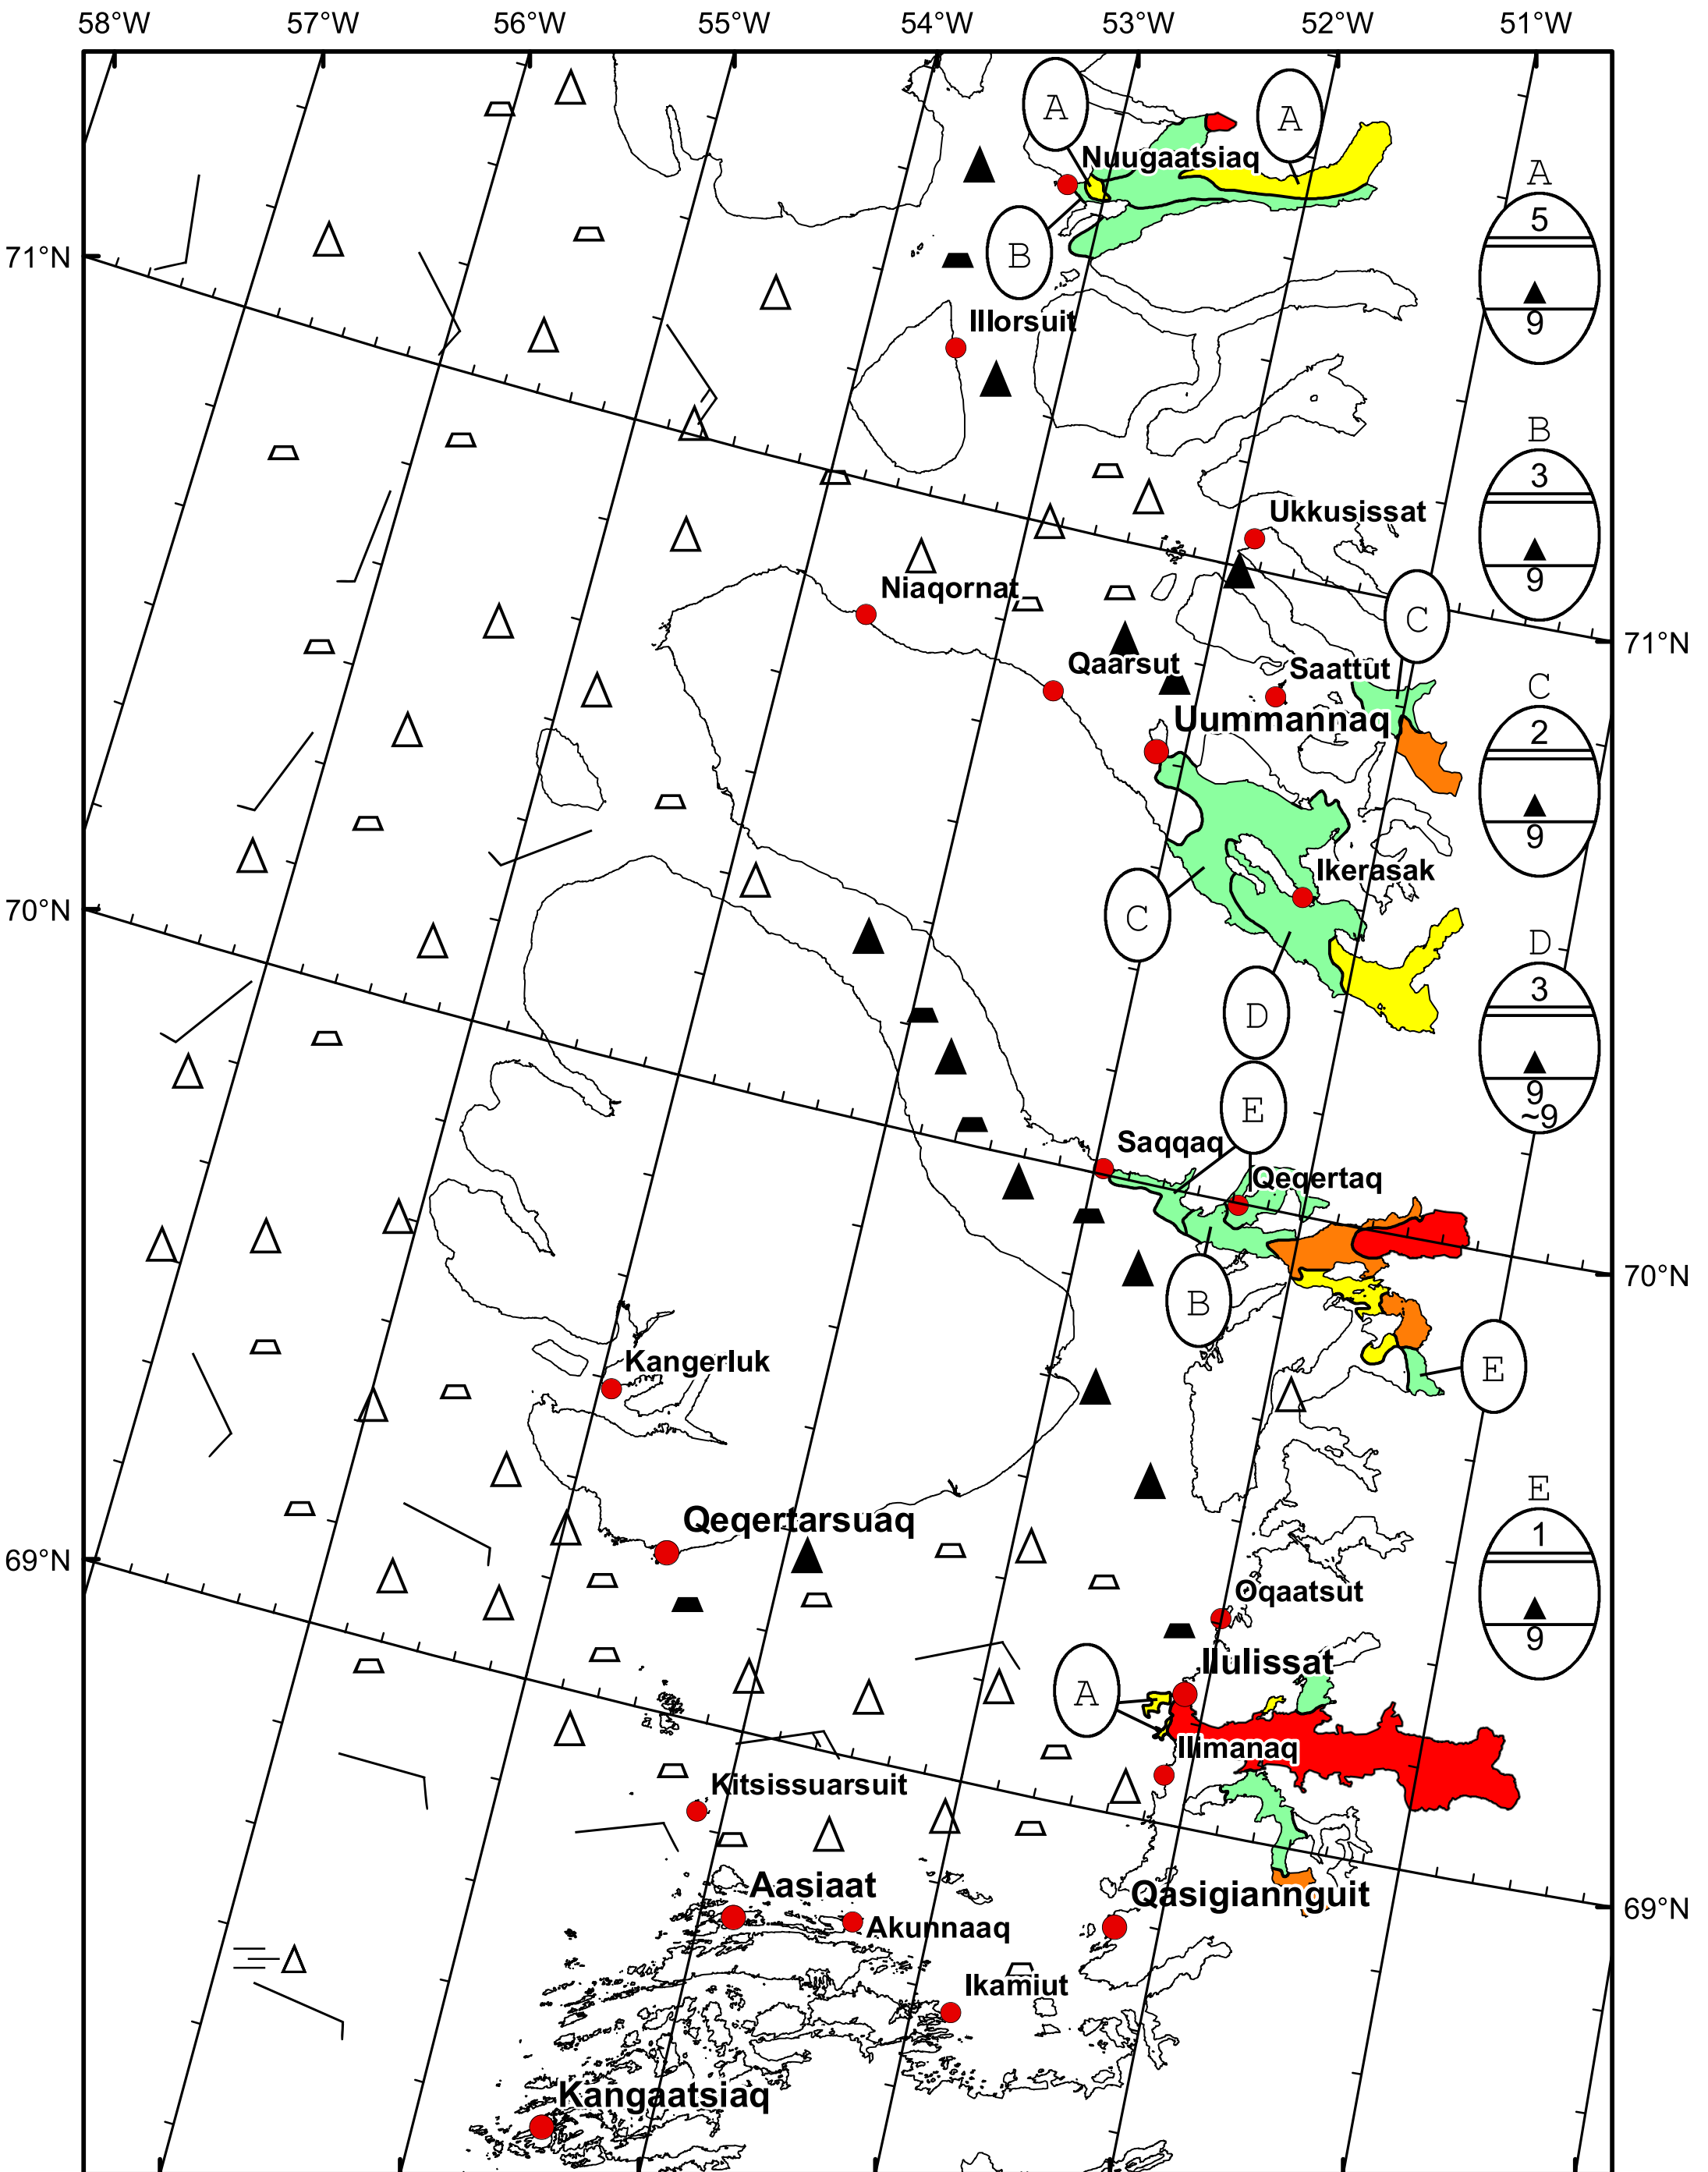 58°W 57°W 56°W 55°W 54°W 53°W 52°W 51°W
A A
Nuugaatsiaq
A
5
9
B
71°N
Illorsuit
B
3
9
Ukkusissat
Niaqornat
C
71°N
Qaarsut
Saattut
Uummannaq
C
2
9
Ikerasak
C
70°N
D
3
9
~9
D
E
Saqqaq
Qeqertaq
70°N
B
Kangerluk
E
Qeqertarsuaq
E
1
9
69°N
Oqaatsut
Ilulissat
A
Ilimanaq
Kitsissuarsuit
Aasiaat
Qasigiannguit
Akunnaaq
69°N
Ikamiut
Kangaatsiaq